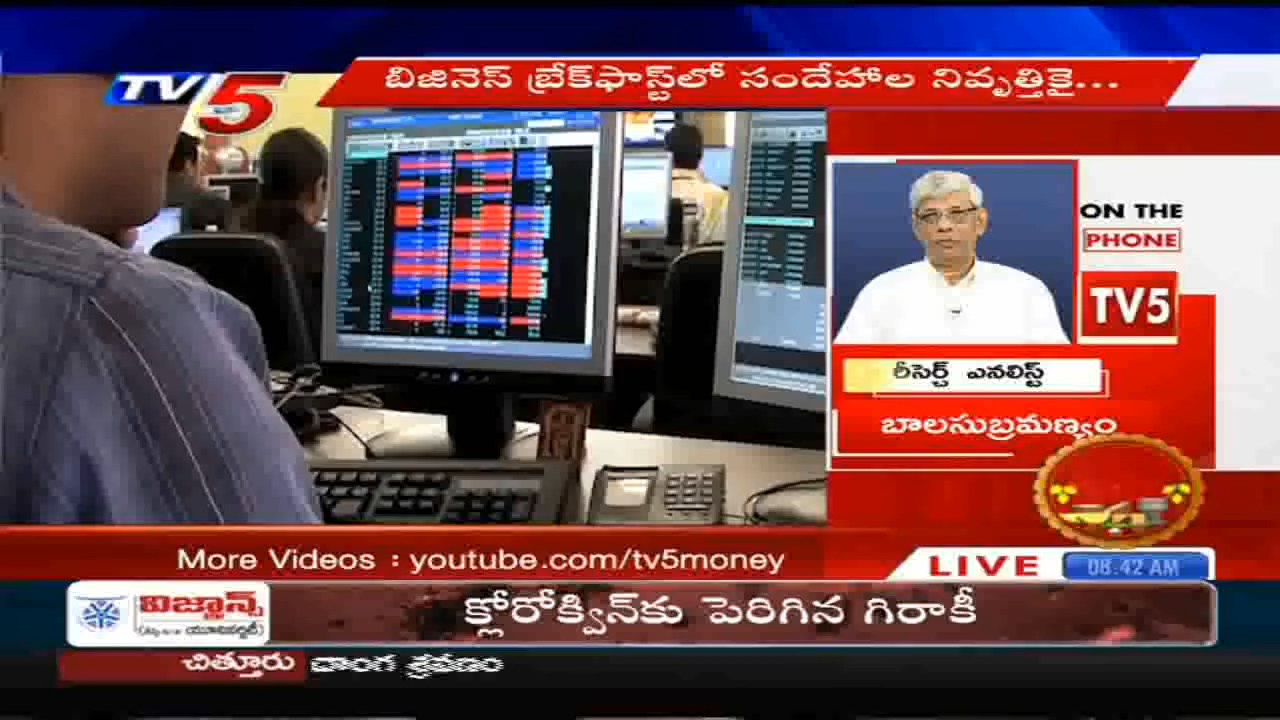 TV5
బిజినెస్ బ్రేక్‌ఫాస్ట్‌లో సందేహాల నివృత్తికై...
ON THE
PHONE
TV5
రీసెర్చ్ ఎనలిస్ట్
బాలసుబ్రమణ్యం
More Videos : youtube.com/tv5money
LIVE
08:42 AM
విజ్ఞాన్స్
క్లోరోక్విన్‌కు పెరిగిన గిరాకీ
చిత్తూరు